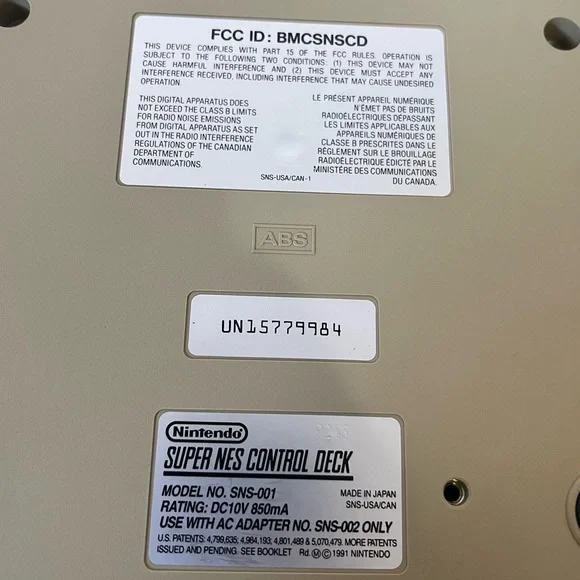 FCC ID: BMCSNSCD
THIS DEVICE COMPLIES WITH PART 15 OF THE FCC RULES. OPERATION IS
SUBJECT TO THE FOLLOWING TWO CONDITIONS: (1) THIS DEVICE MAY NOT
CAUSE HARMFUL INTERFERENCE AND (2) THIS DEVICE MUST ACCEPT ANY
INTERFERENCE RECEIVED, INCLUDING INTERFERENCE THAT MAY CAUSE UNDESIRED
OPERATION.
THIS DIGITAL APPARATUS DOES
NOT EXCEED THE CLASS B LIMITS
FOR RADIO NOISE EMISSIONS
FROM DIGITAL APPARATUS AS SET
OUT IN THE RADIO INTERFERENCE
REGULATIONS OF THE CANADIAN
DEPARTMENT OF
COMMUNICATIONS.
LE PRÉSENT APPAREIL NUMÉRIQUE
N'ÉMET PAS DE BRUITS
RADIOÉLECTRIQUES DÉPASSANT
LES LIMITES APPLICABLES AUX
APPAREILS NUMÉRIQUES DE
CLASSE B PRESCRITES DANS LE
RÈGLEMENT SUR LE BROUILLAGE
RADIOÉLECTRIQUE ÉDICTÉ PAR LE
MINISTÈRE DES COMMUNICATIONS
DU CANADA.
SNS-USA/CAN-1
ABS
UN15779984
Nintendo
SUPER NES CONTROL DECK
MODEL NO. SNS-001
MADE IN JAPAN
RATING: DC10V 850mA
SNS-USA/CAN
USE WITH AC ADAPTER NO. SNS-002 ONLY
U.S. PATENTS: 4,799,635; 4,984,193; 4,801,489 & 5,070,479. MORE PATENTS
ISSUED AND PENDING. SEE BOOKLET Rd. Ⓜ © 1991 NINTENDO